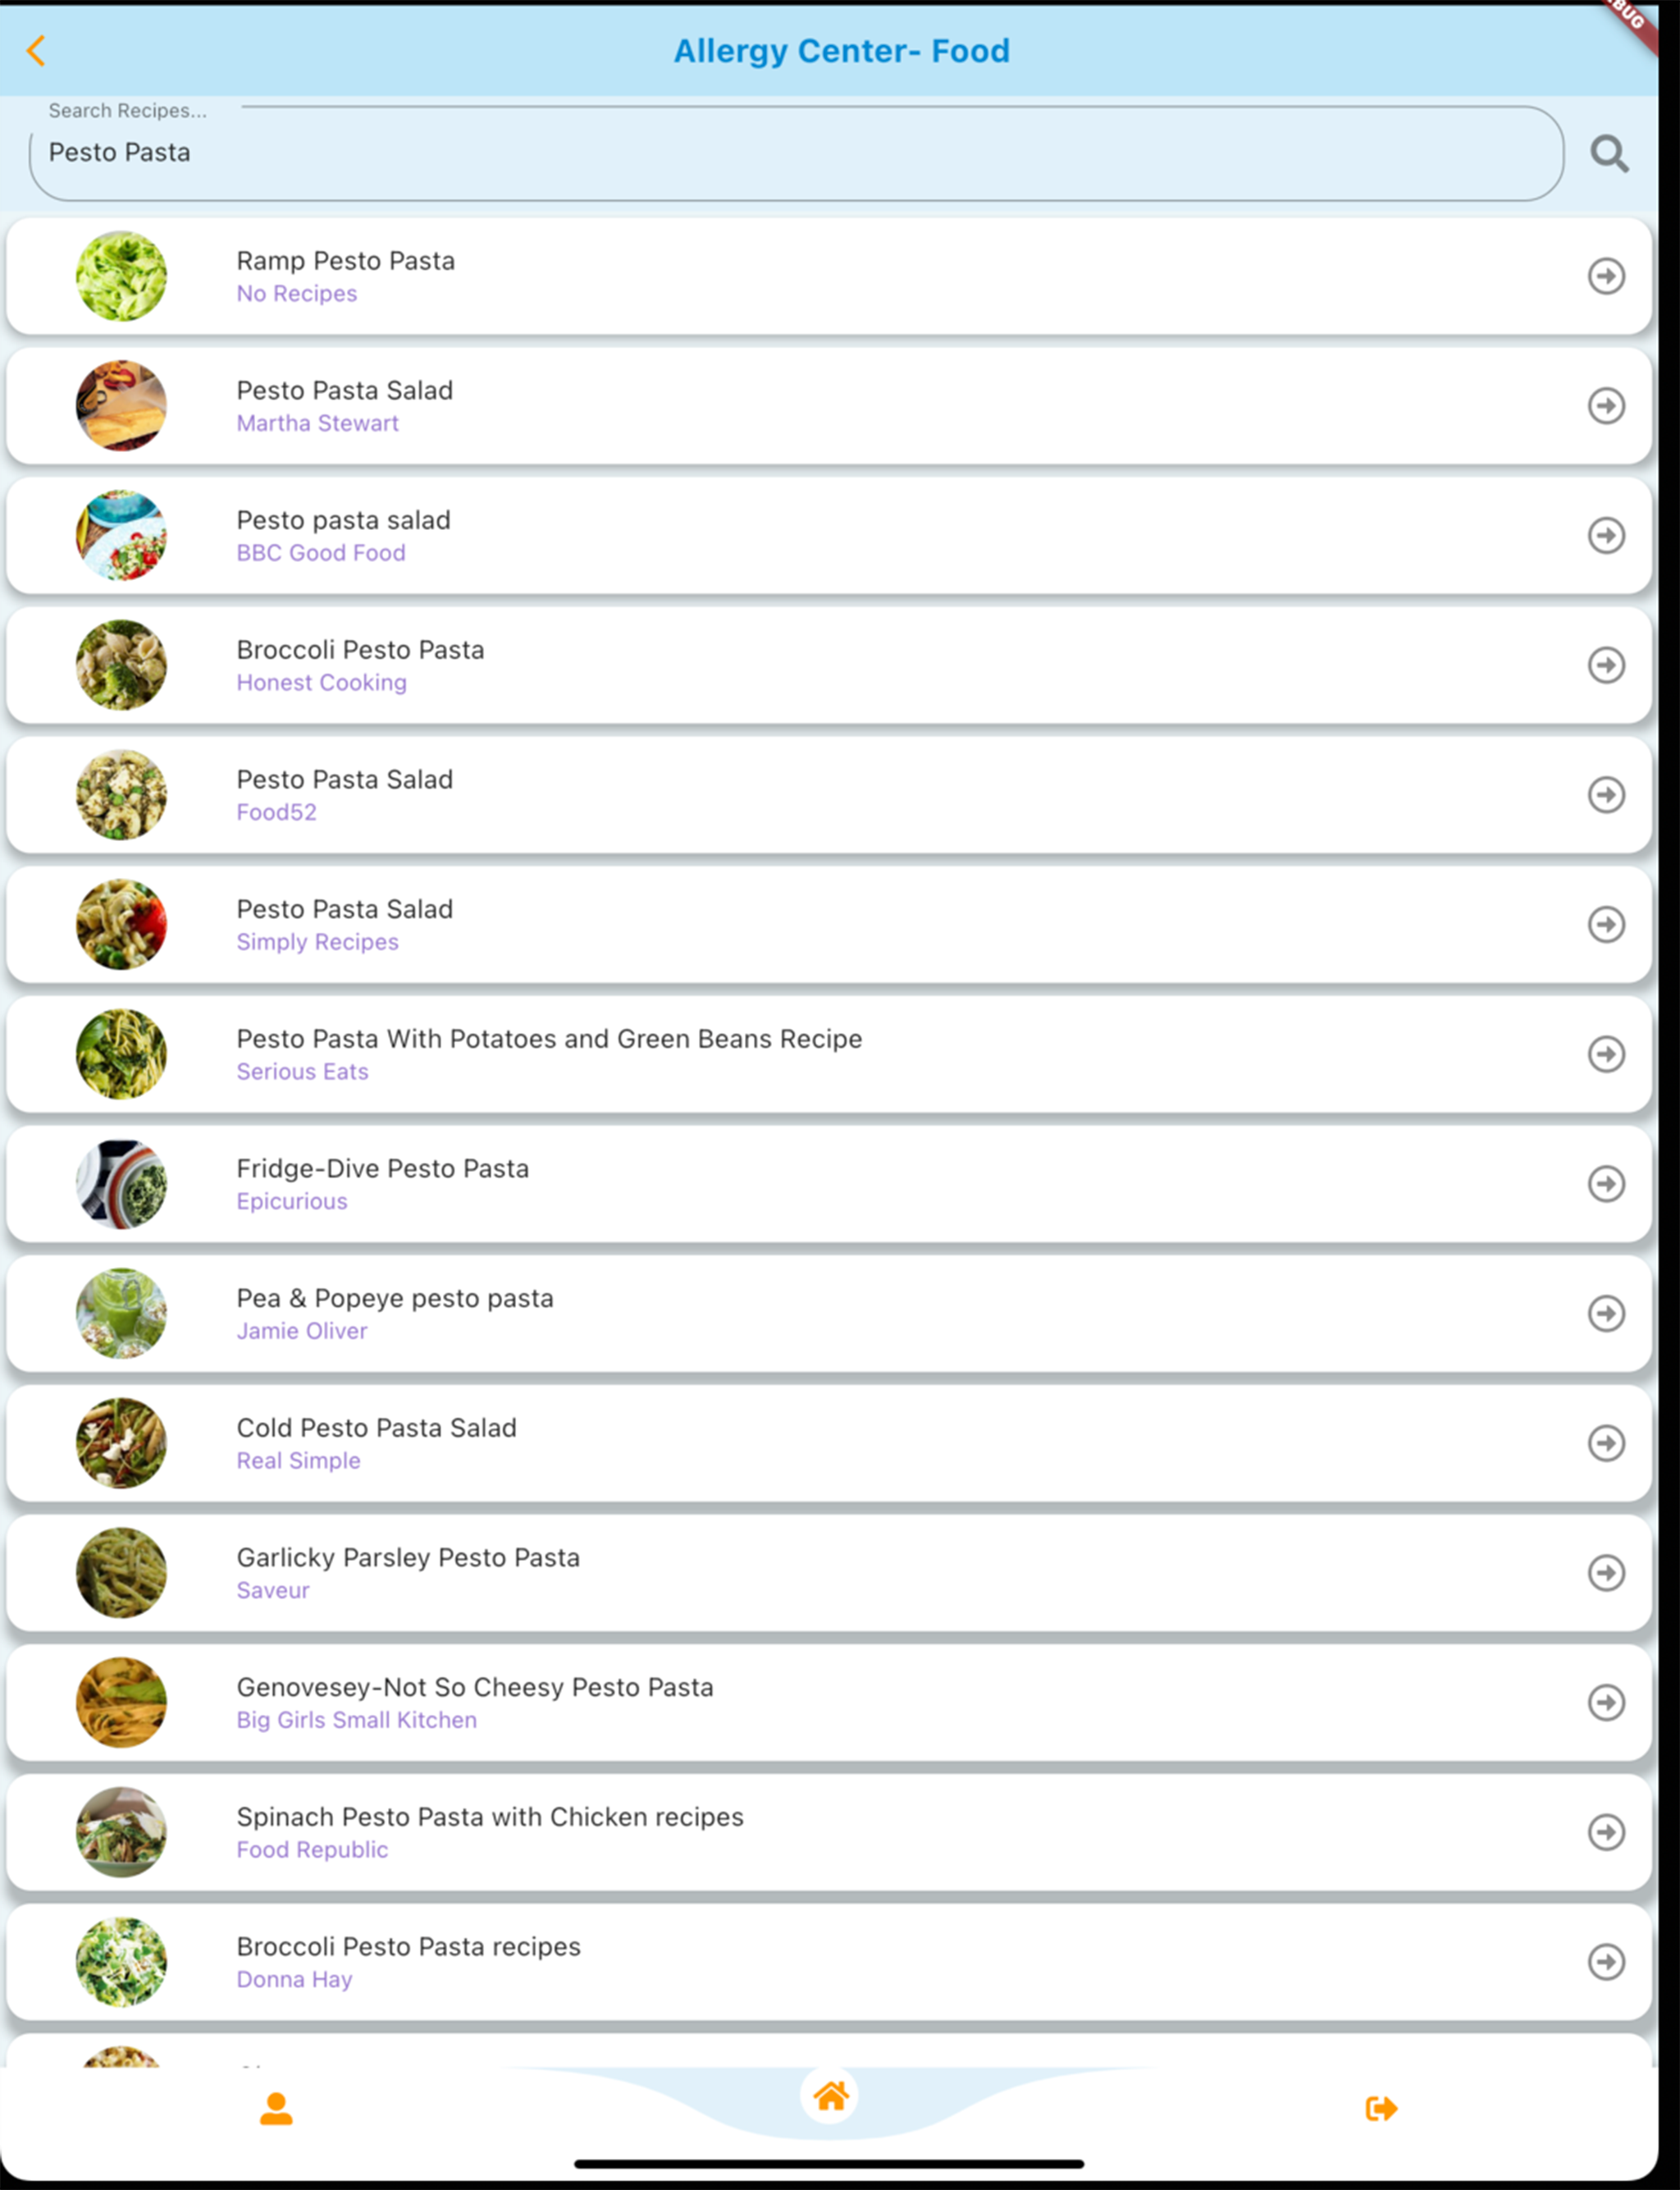 BUG
Allergy Center- Food
Search Recipes...
Pesto Pasta
Ramp Pesto Pasta
No Recipes
Pesto Pasta Salad
Martha Stewart
Pesto pasta salad
BBC Good Food
Broccoli Pesto Pasta
Honest Cooking
Pesto Pasta Salad
Food52
Pesto Pasta Salad
Simply Recipes
Pesto Pasta With Potatoes and Green Beans Recipe
Serious Eats
Fridge-Dive Pesto Pasta
Epicurious
Pea & Popeye pesto pasta
Jamie Oliver
Cold Pesto Pasta Salad
Real Simple
Garlicky Parsley Pesto Pasta
Saveur
Genovesey-Not So Cheesy Pesto Pasta
Big Girls Small Kitchen
Spinach Pesto Pasta with Chicken recipes
Food Republic
Broccoli Pesto Pasta recipes
Donna Hay